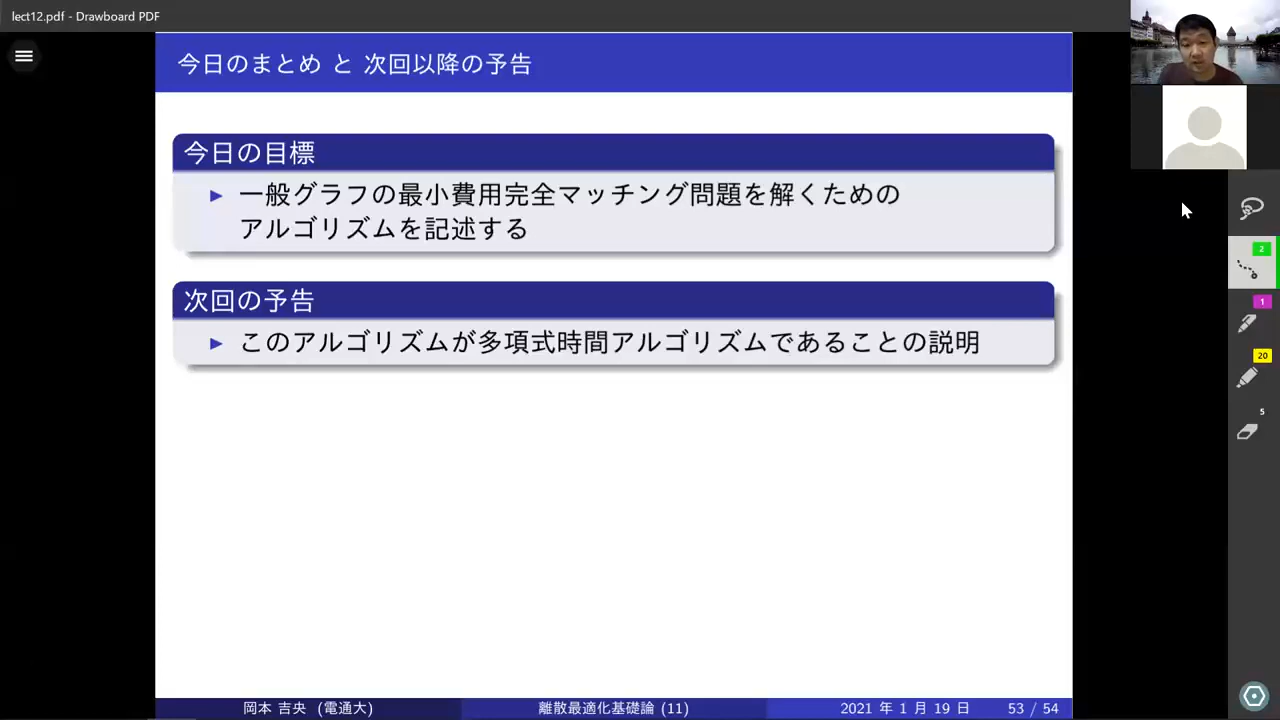 lect12.pdf - Drawboard PDF
今日のまとめ と 次回以降の予告
今日の目標
一般グラフの最小費用完全マッチング問題を解くための
アルゴリズムを記述する
次回の予告
このアルゴリズムが多項式時間アルゴリズムであることの説明
2
1
20
5
岡本 吉央 (電通大)
離散最適化基礎論 (11)
2021 年 1 月 19 日
53 / 54